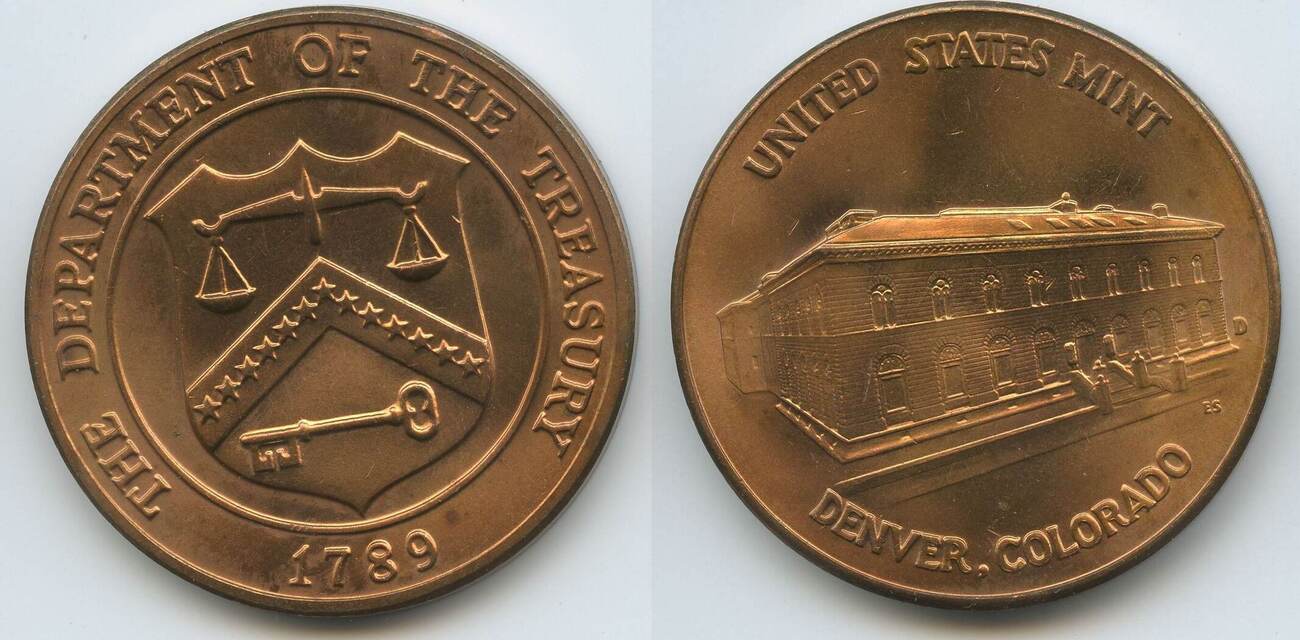 THE DEPARTMENT OF THE TREASURY
1789
UNITED STATES MINT
D
ES
DENVER, COLORADO